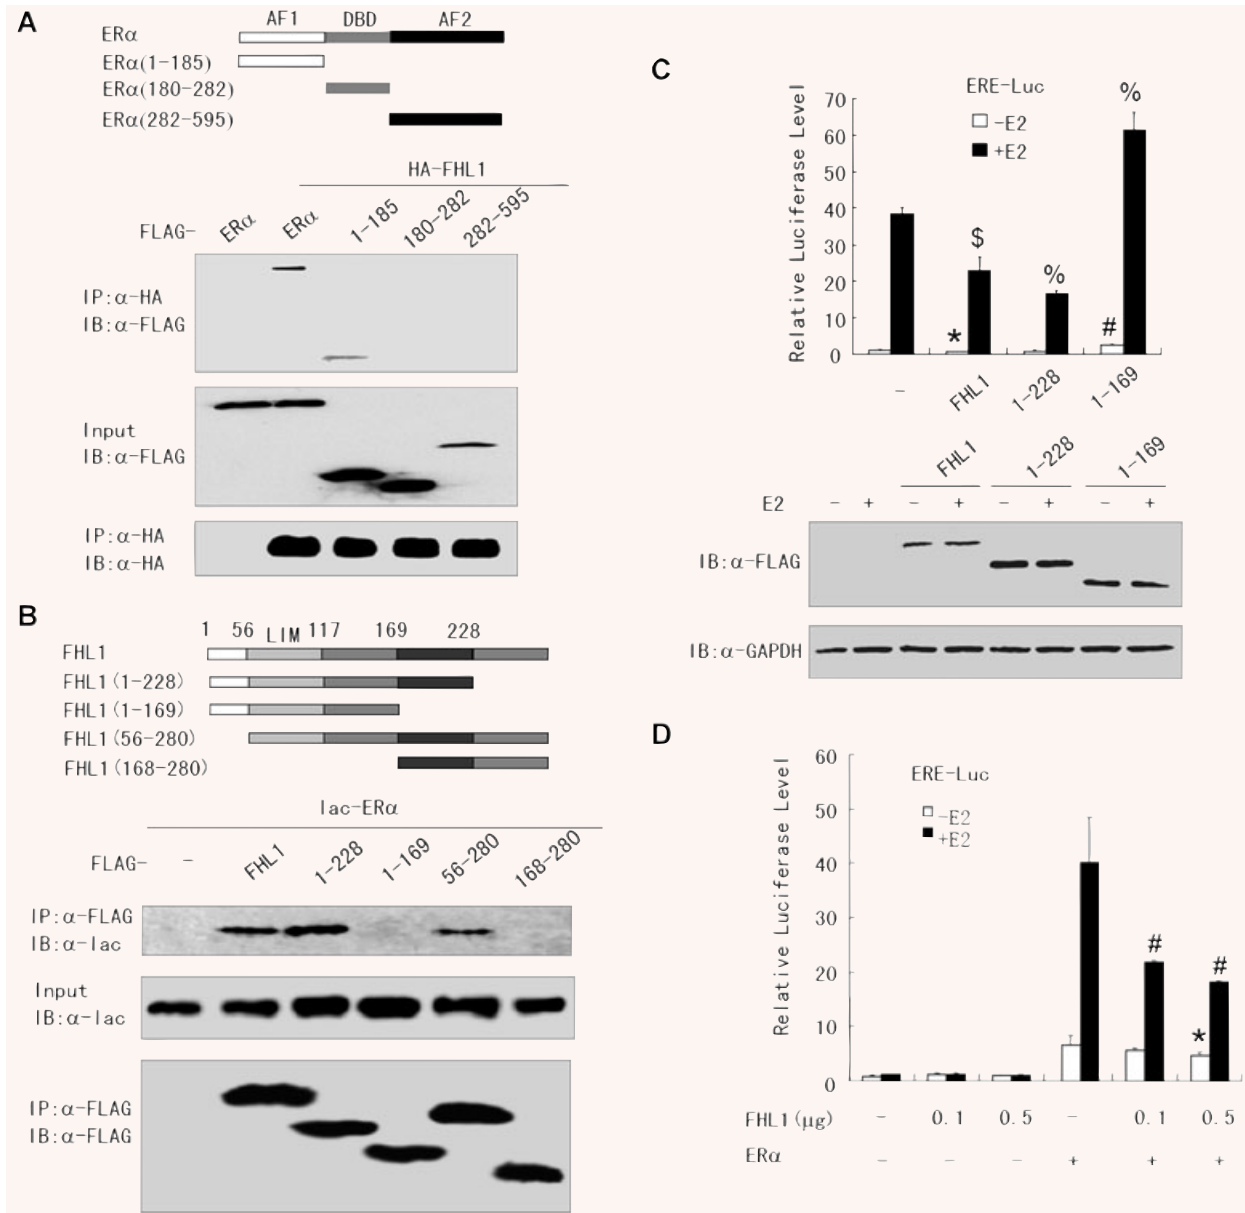 A
AF1 DBD AF2
ERα
ERα(1-185)
ERα(180-282)
ERα(282-595)
HA-FHL1
FLAG- ERα ERα 1-185 180-282 282-595
IP:α-HA
IB:α-FLAG
Input
IB:α-FLAG
IP:α-HA
IB:α-HA
B
1 56 LIM 117 169 228
FHL1
FHL1(1-228)
FHL1(1-169)
FHL1(56-280)
FHL1(168-280)
lac-ERα
FLAG- - FHL1 1-228 1-169 56-280 168-280
IP:α-FLAG
IB:α-lac
Input
IB:α-lac
IP:α-FLAG
IB:α-FLAG
C
ERE-Luc
-E2
+E2
Relative Luciferase Level
70
60
50
40
30
20
10
0
* $ % # %
- FHL1 1-228 1-169
FHL1 1-228 1-169
E2 - + - + - + - +
IB:α-FLAG
IB:α-GAPDH
D
ERE-Luc
-E2
+E2
Relative Luciferase Level
60
50
40
30
20
10
0
# * #
FHL1(μg) - 0.1 0.5 - 0.1 0.5
ERα - - - + + +